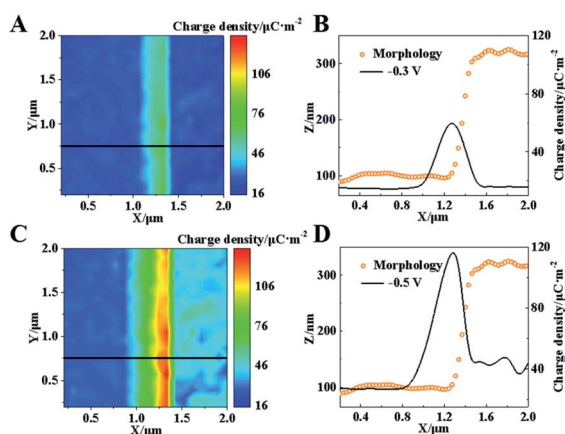 A
Charge density/μC·m⁻²
2.0
1.5
1.0
0.5
Y/μm
0.5 1.0 1.5 2.0
X/μm
106
76
46
16
B
Morphology
−0.3 V
300
200
100
Z/nm
0.4 0.8 1.2 1.6 2.0
X/μm
120
80
40
0
Charge density/μC·m⁻²
C
Charge density/μC·m⁻²
2.0
1.5
1.0
0.5
Y/μm
0.5 1.0 1.5 2.0
X/μm
106
76
46
16
D
Morphology
−0.5 V
300
200
100
Z/nm
0.4 0.8 1.2 1.6 2.0
X/μm
120
80
40
0
Charge density/μC·m⁻²